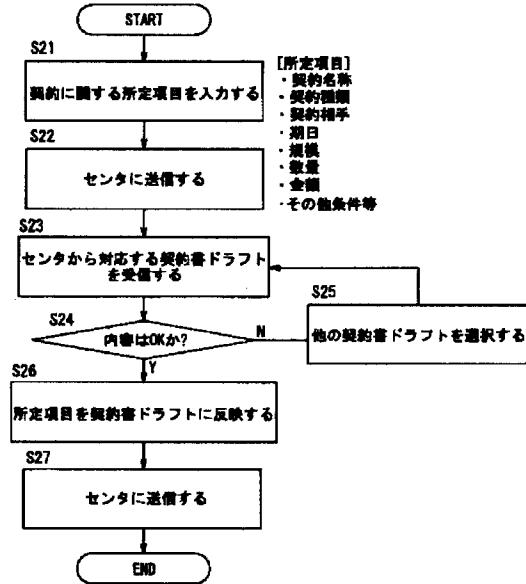 START
S21
契約に関する所定項目を入力する
[所定項目]
・契約名称
・契約種類
・契約相手
・期日
・規模
・数量
・金額
・その他条件等
S22
センタに送信する
S23
センタから対応する契約書ドラフト
を受信する
S24
内容はOKか?
N
Y
S25
他の契約書ドラフトを選択する
S26
所定項目を契約書ドラフトに反映する
S27
センタに送信する
END